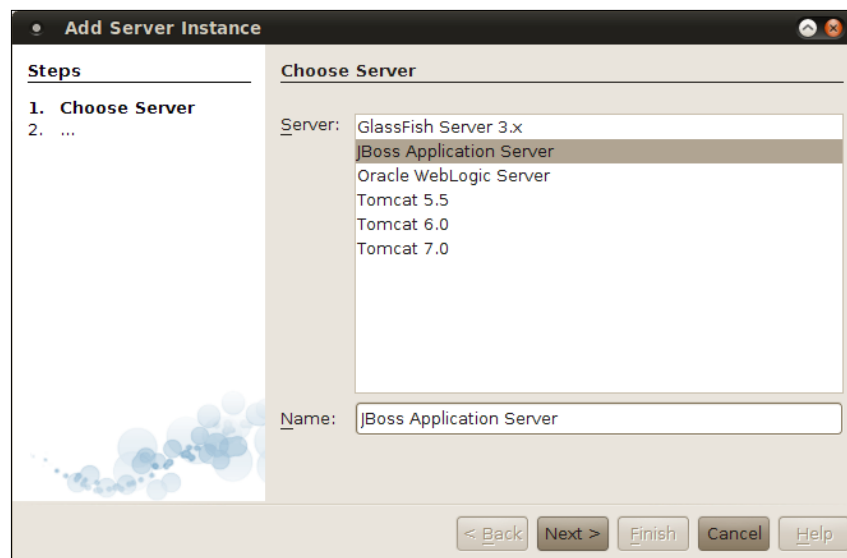 Add Server Instance
Steps
1. Choose Server
2. ...
Choose Server
Server:
GlassFish Server 3.x
JBoss Application Server
Oracle WebLogic Server
Tomcat 5.5
Tomcat 6.0
Tomcat 7.0
Name: JBoss Application Server
< Back Next > Finish Cancel Help